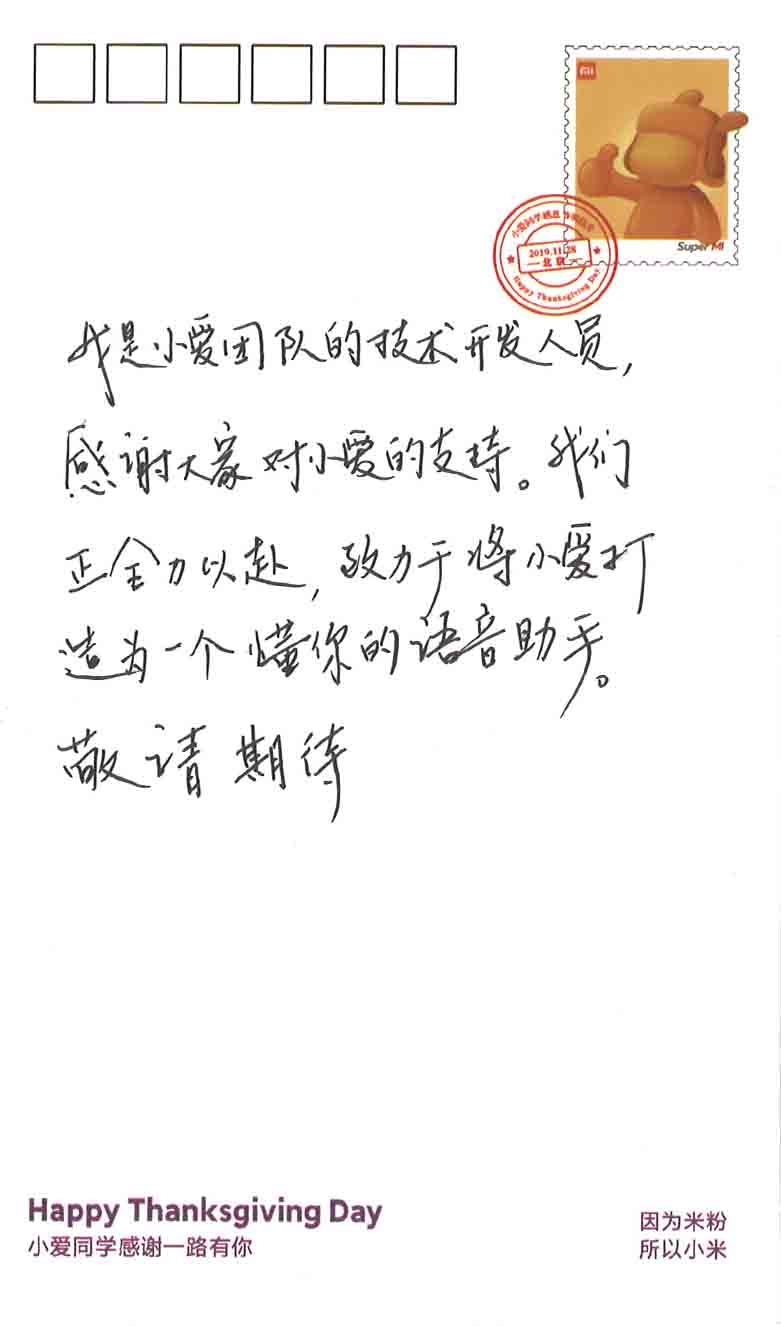 Super MI
小爱同学感恩
2019.11.28
北京
Happy Thanksgiving Day
我是小爱团队的技术开发人员,
感谢大家对小爱的支持。我们
正全力以赴,致力于将小爱打
造为一个懂你的语音助手。
敬请期待
Happy Thanksgiving Day
小爱同学感谢一路有你
因为米粉
所以小米